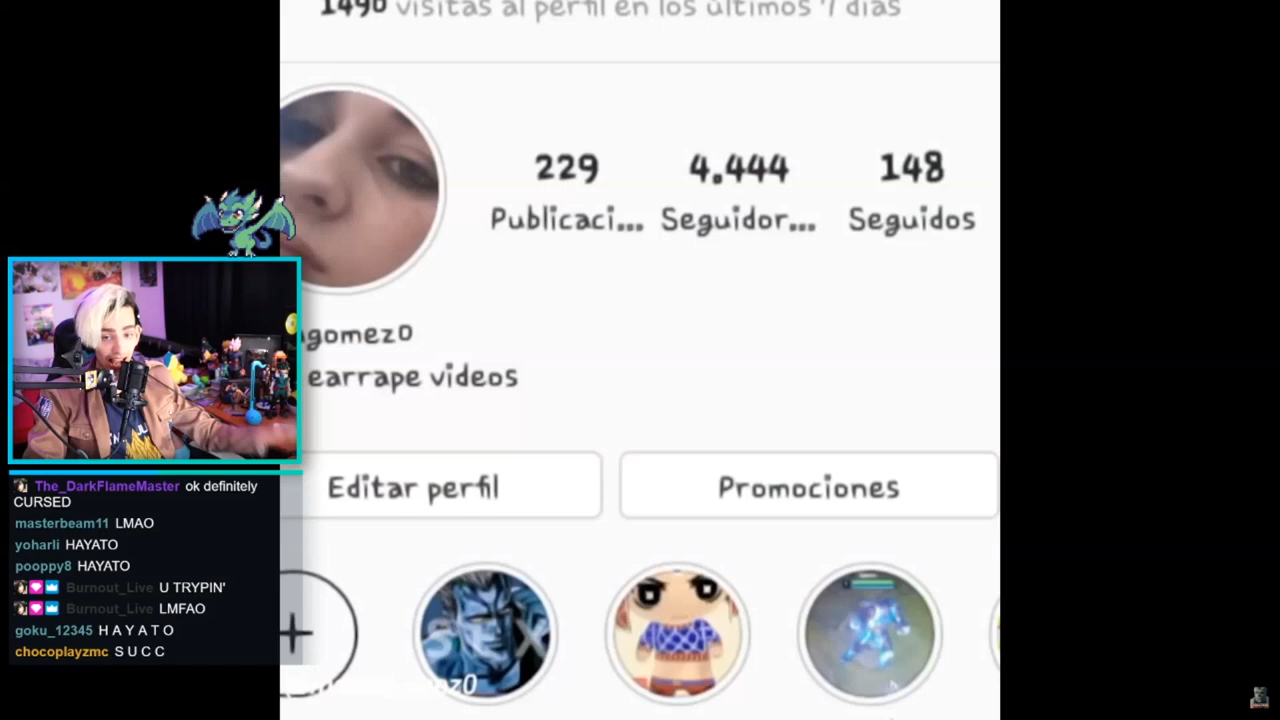 1490 visitas al perfil en los últimos 7 días
229 4.444 148
Publicaci... Seguidor... Seguidos
gomez0
earrape videos
Editar perfil Promociones
The_DarkFlameMaster ok definitely
CURSED
masterbeam11 LMAO
yoharli HAYATO
pooppy8 HAYATO
Burnout_Live U TRYPIN'
Burnout_Live LMFAO
goku_12345 H A Y A T O
chocoplayzmc S U C C